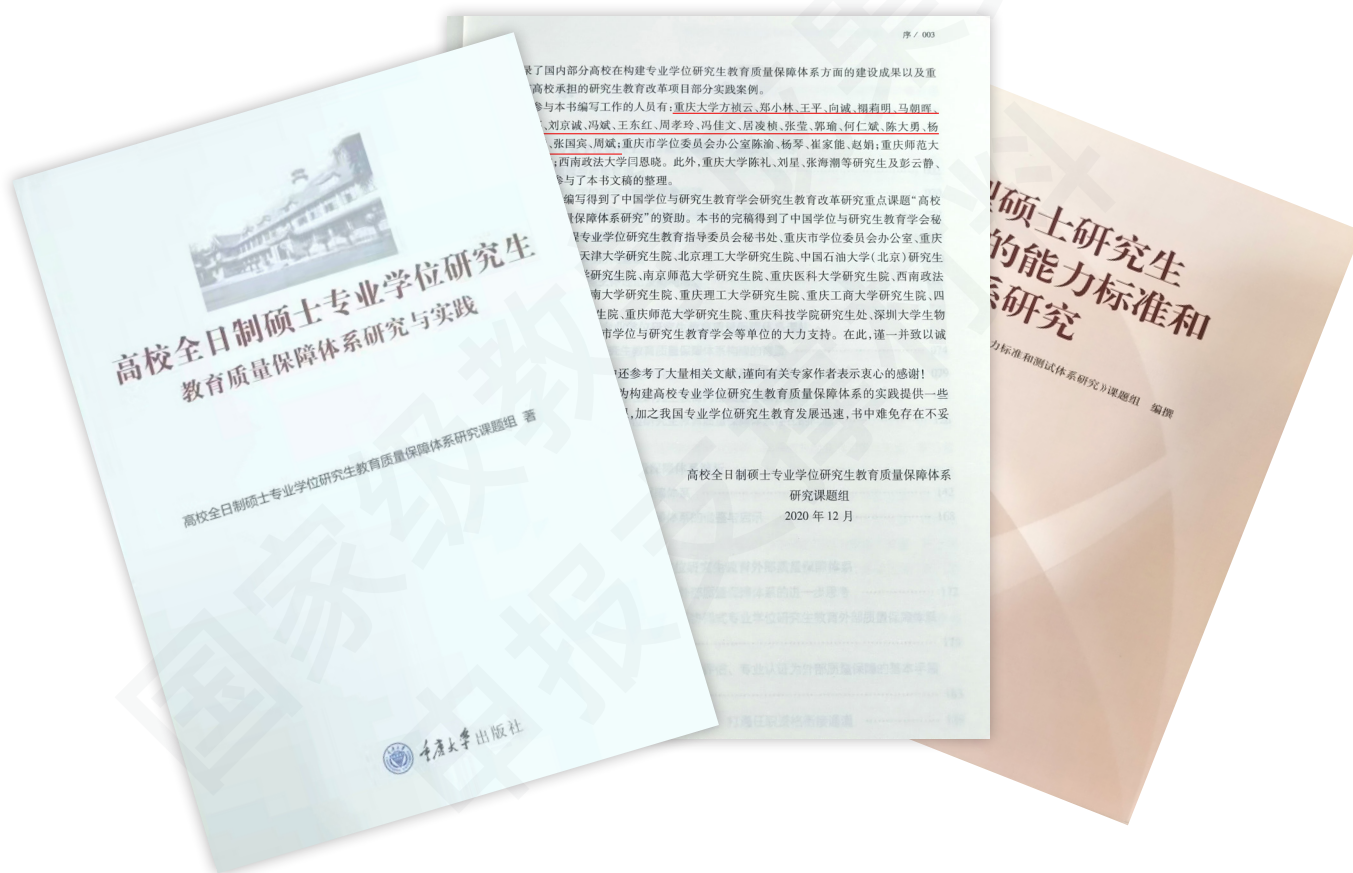 高校全日制硕士专业学位研究生
教育质量保障体系研究与实践
高校全日制硕士专业学位研究生教育质量保障体系研究课题组 著
重庆大学出版社
序 / 003
录了国内部分高校在构建专业学位研究生教育质量保障体系方面的建设成果以及重
高校承担的研究生教育改革项目部分实践案例。
参与本书编写工作的人员有:重庆大学方祯云、郑小林、王平、向诚、栩莉明、马朝晖、
、刘京诚、冯斌、王东红、周孝玲、冯佳文、居凌桢、张莹、郭瑜、何仁斌、陈大勇、杨
、张国宾、周斌;重庆市学位委员会办公室陈渝、杨琴、崔家能、赵娟;重庆师范大
;西南政法大学闫恩晓。此外,重庆大学陈礼、刘星、张海潮等研究生及彭云静、
参与了本书文稿的整理。
编写得到了中国学位与研究生教育学会研究生教育改革研究重点课题“高校
量保障体系研究”的资助。本书的完稿得到了中国学位与研究生教育学会秘
程专业学位研究生教育指导委员会秘书处、重庆市学位委员会办公室、重庆
天津大学研究生院、北京理工大学研究生院、中国石油大学(北京)研究生
学研究生院、南京师范大学研究生院、重庆医科大学研究生院、西南政法
南大学研究生院、重庆理工大学研究生院、重庆工商大学研究生院、四
生院、重庆师范大学研究生院、重庆科技学院研究生处、深圳大学生物
市学位与研究生教育学会等单位的大力支持。在此,谨一并致以诚
还参考了大量相关文献,谨向有关专家作者表示衷心的感谢!
为构建高校专业学位研究生教育质量保障体系的实践提供一些
,加之我国专业学位研究生教育发展迅速,书中难免存在不妥
高校全日制硕士专业学位研究生教育质量保障体系
研究课题组
2020 年 12 月
硕士研究生
的能力标准和
系研究
力标准和测试体系研究》课题组 编撰
国家级教
申报支撑